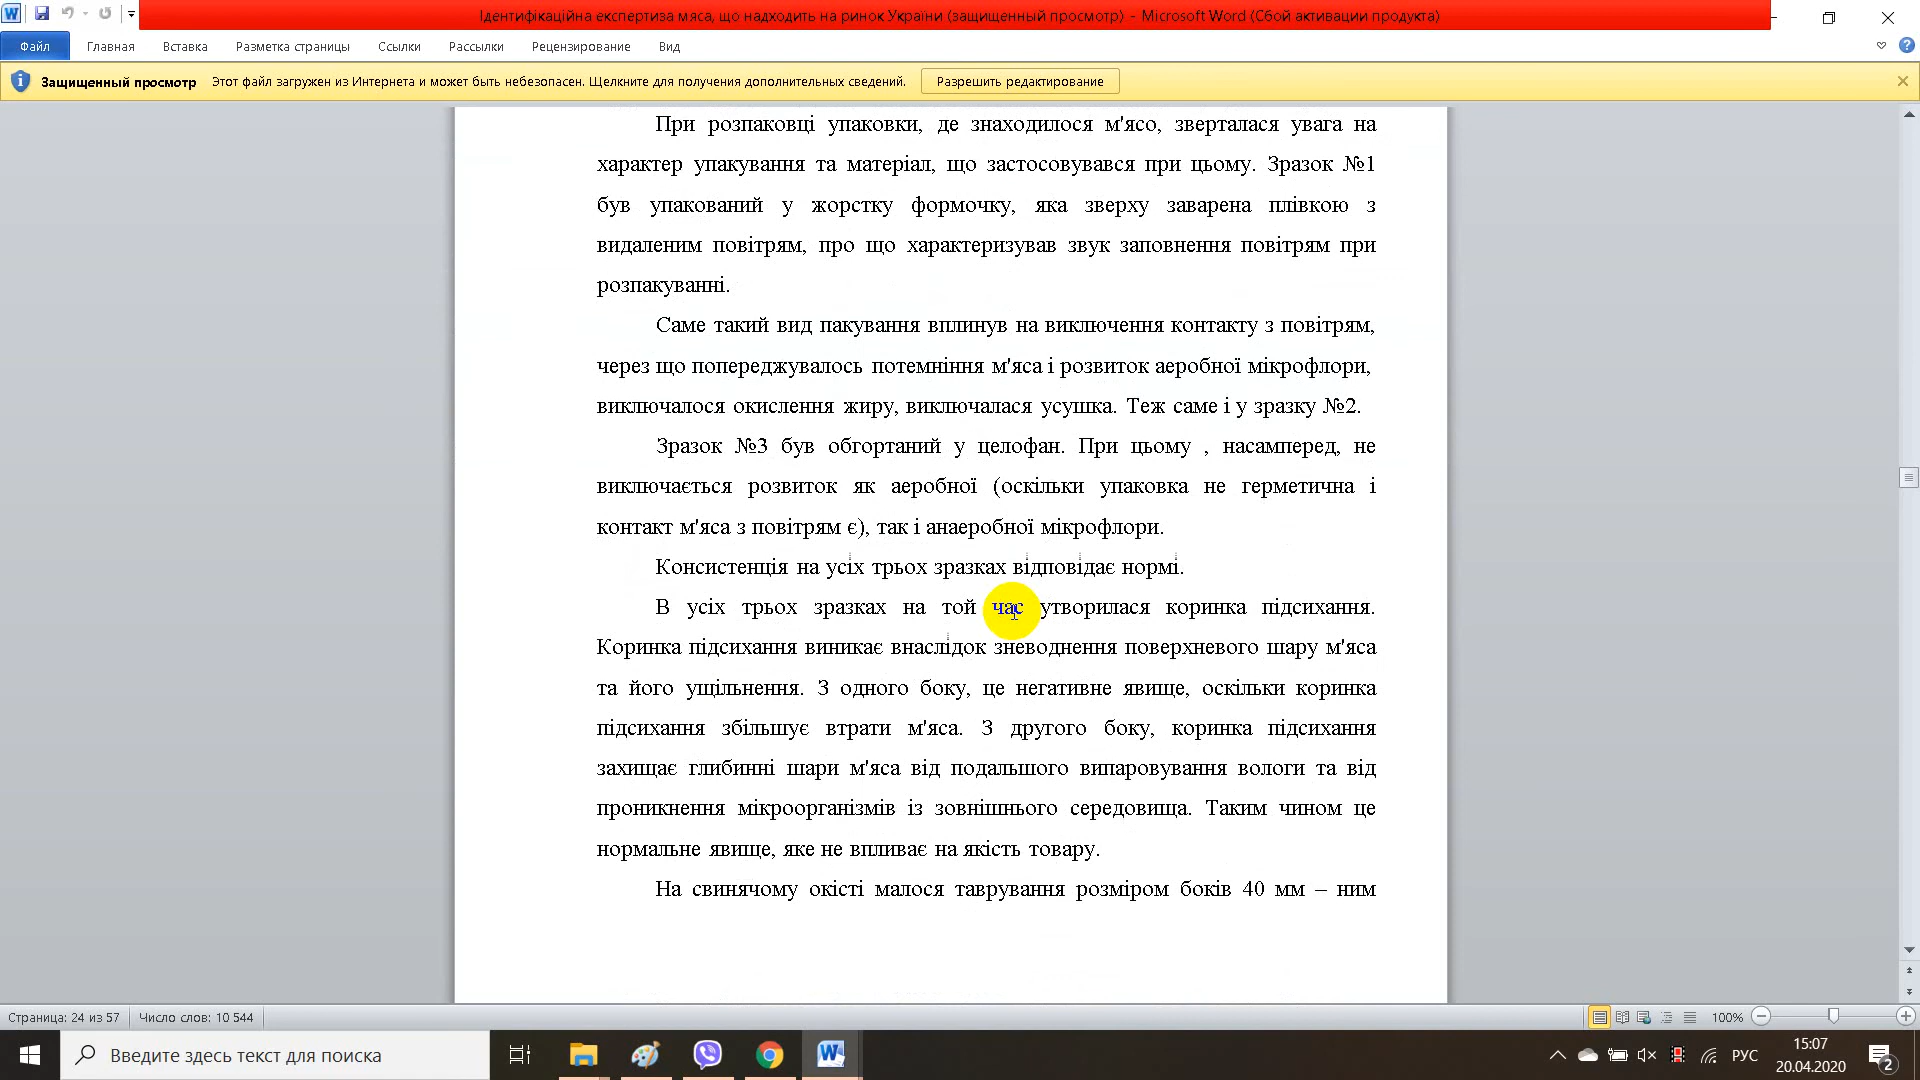 Ідентифікаційна експертиза мяса, що надходить на ринок України (защищенный просмотр) - Microsoft Word (Сбой активации продукта)
Файл Главная Вставка Разметка страницы Ссылки Рассылки Рецензирование Вид
Защищенный просмотр Этот файл загружен из Интернета и может быть небезопасен. Щелкните для получения дополнительных сведений. Разрешить редактирование
При розпаковці упаковки, де знаходилося м'ясо, зверталася увага на
характер упакування та матеріал, що застосовувався при цьому. Зразок №1
був упакований у жорстку формочку, яка зверху заварена плівкою з
видаленим повітрям, про що характеризував звук заповнення повітрям при
розпакуванні.
Саме такий вид пакування вплинув на виключення контакту з повітрям,
через що попереджувалось потемніння м'яса і розвиток аеробної мікрофлори,
виключалося окислення жиру, виключалася усушка. Теж саме і у зразку №2.
Зразок №3 був обгортаний у целофан. При цьому , насамперед, не
виключається розвиток як аеробної (оскільки упаковка не герметична і
контакт м'яса з повітрям є), так і анаеробної мікрофлори.
Консистенція на усіх трьох зразках відповідає нормі.
В усіх трьох зразках на той час утворилася коринка підсихання.
Коринка підсихання виникає внаслідок зневоднення поверхневого шару м'яса
та його ущільнення. З одного боку, це негативне явище, оскільки коринка
підсихання збільшує втрати м'яса. З другого боку, коринка підсихання
захищає глибинні шари м'яса від подальшого випаровування вологи та від
проникнення мікроорганізмів із зовнішнього середовища. Таким чином це
нормальне явище, яке не впливає на якість товару.
На свинячому окісті малося таврування розміром боків 40 мм – ним
Страница: 24 из 57 Число слов: 10 544 100%
Введите здесь текст для поиска РУС 15:07
20.04.2020 2